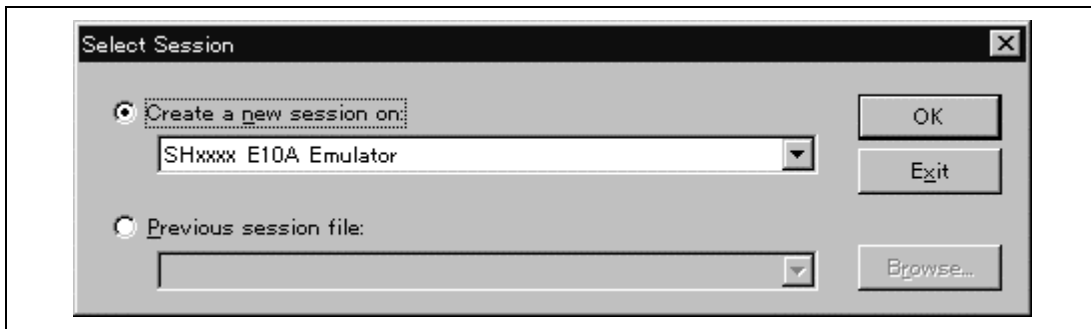 Select Session
Create a new session on:
OK
SHxxxx E10A Emulator
Exit
Previous session file:
Browse...